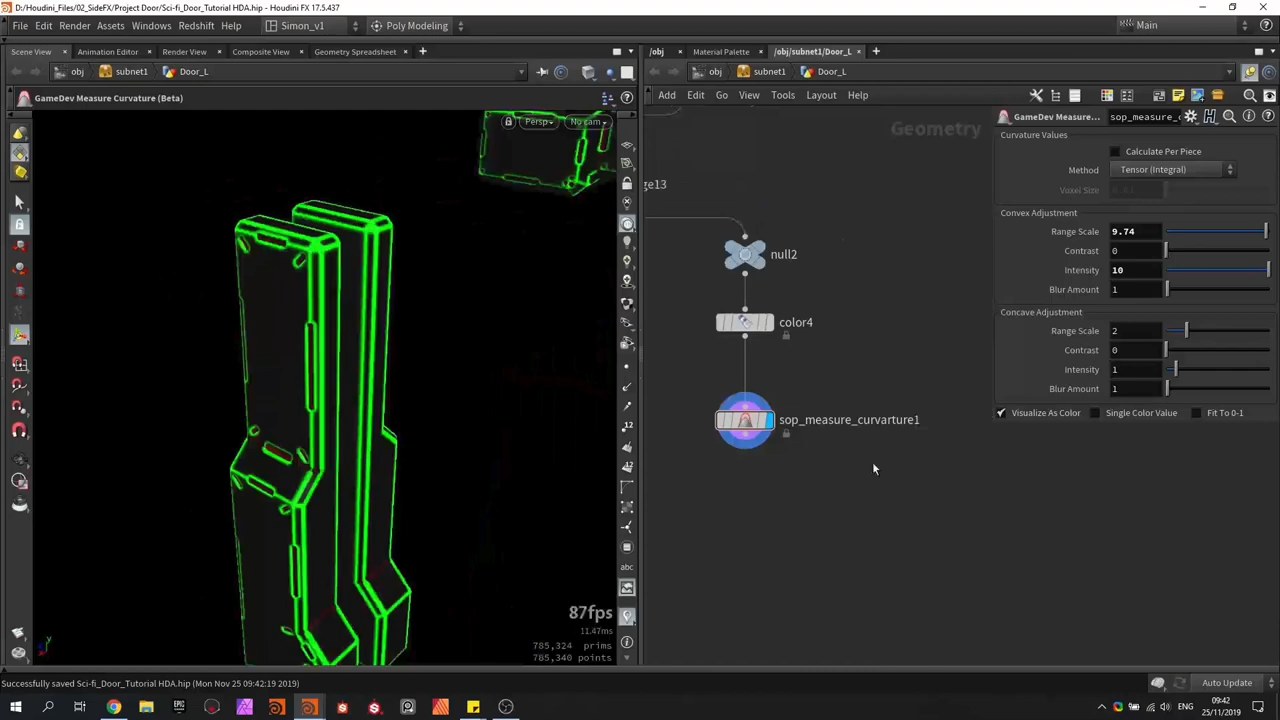 D:/Houdini_Files/02_SideFX/Project Door/Sci-fi_Door_Tutorial HDA.hip - Houdini FX 17.5.437
File Edit Render Assets Windows Redshift Help Simon_v1 Poly Modeling Main
Scene View Animation Editor Render View Composite View Geometry Spreadsheet
/obj Material Palette /obj/subnet1/Door_L
obj subnet1 Door_L
obj subnet1 Door_L
GameDev Measure Curvature (Beta)
Add Edit Go View Tools Layout Help
Persp No cam
Geometry
GameDev Measure... sop_measure_
Curvature Values
Calculate Per Piece
Method Tensor (Integral)
Voxel Size
Convex Adjustment
Range Scale 9.74
Contrast 0
Intensity 10
Blur Amount 1
Concave Adjustment
Range Scale 2
Contrast 0
Intensity 1
Blur Amount 1
Visualize As Color Single Color Value Fit To 0-1
ge13
null2
color4
sop_measure_curvarture1
12
12
12
abc
87fps
11.47ms
785,324 prims
785,340 points
Successfully saved Sci-fi_Door_Tutorial HDA.hip (Mon Nov 25 09:42:19 2019)
Auto Update
ENG
09:42
25/11/2019